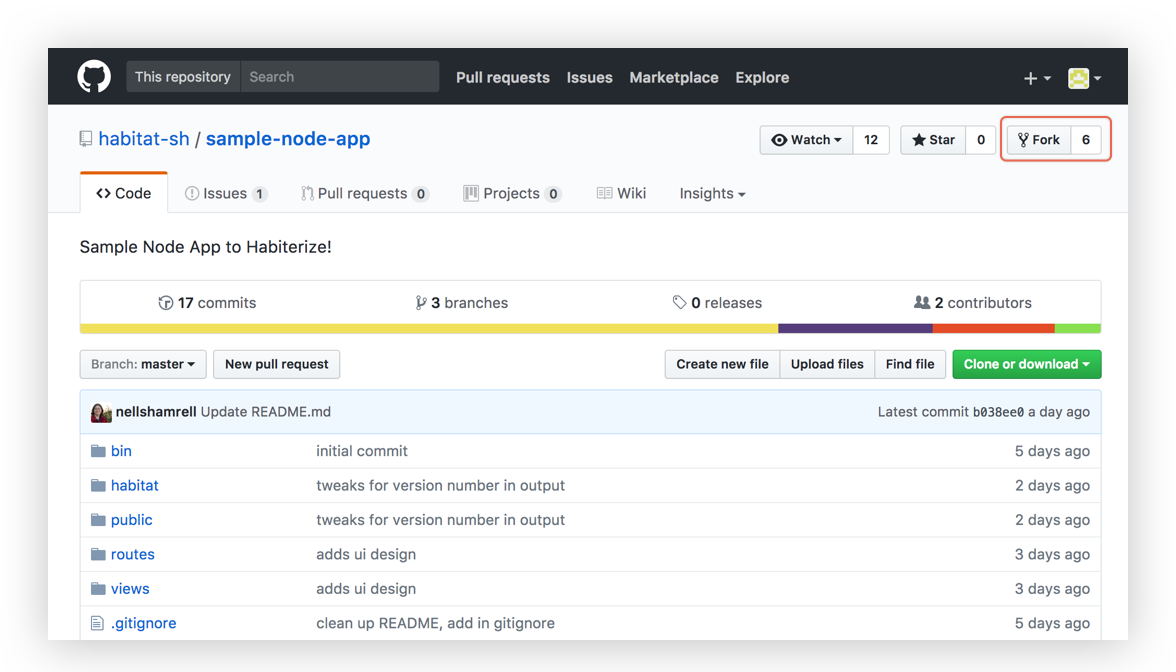 This repository Search Pull requests Issues Marketplace Explore
habitat-sh / sample-node-app Watch 12 Star 0 Fork 6
Code Issues 1 Pull requests 0 Projects 0 Wiki Insights
Sample Node App to Habiterize!
17 commits 3 branches 0 releases 2 contributors
Branch: master New pull request Create new file Upload files Find file Clone or download
nellshamrell Update README.md Latest commit b038ee0 a day ago
bin initial commit 5 days ago
habitat tweaks for version number in output 2 days ago
public tweaks for version number in output 2 days ago
routes adds ui design 3 days ago
views adds ui design 3 days ago
.gitignore clean up README, add in gitignore 5 days ago